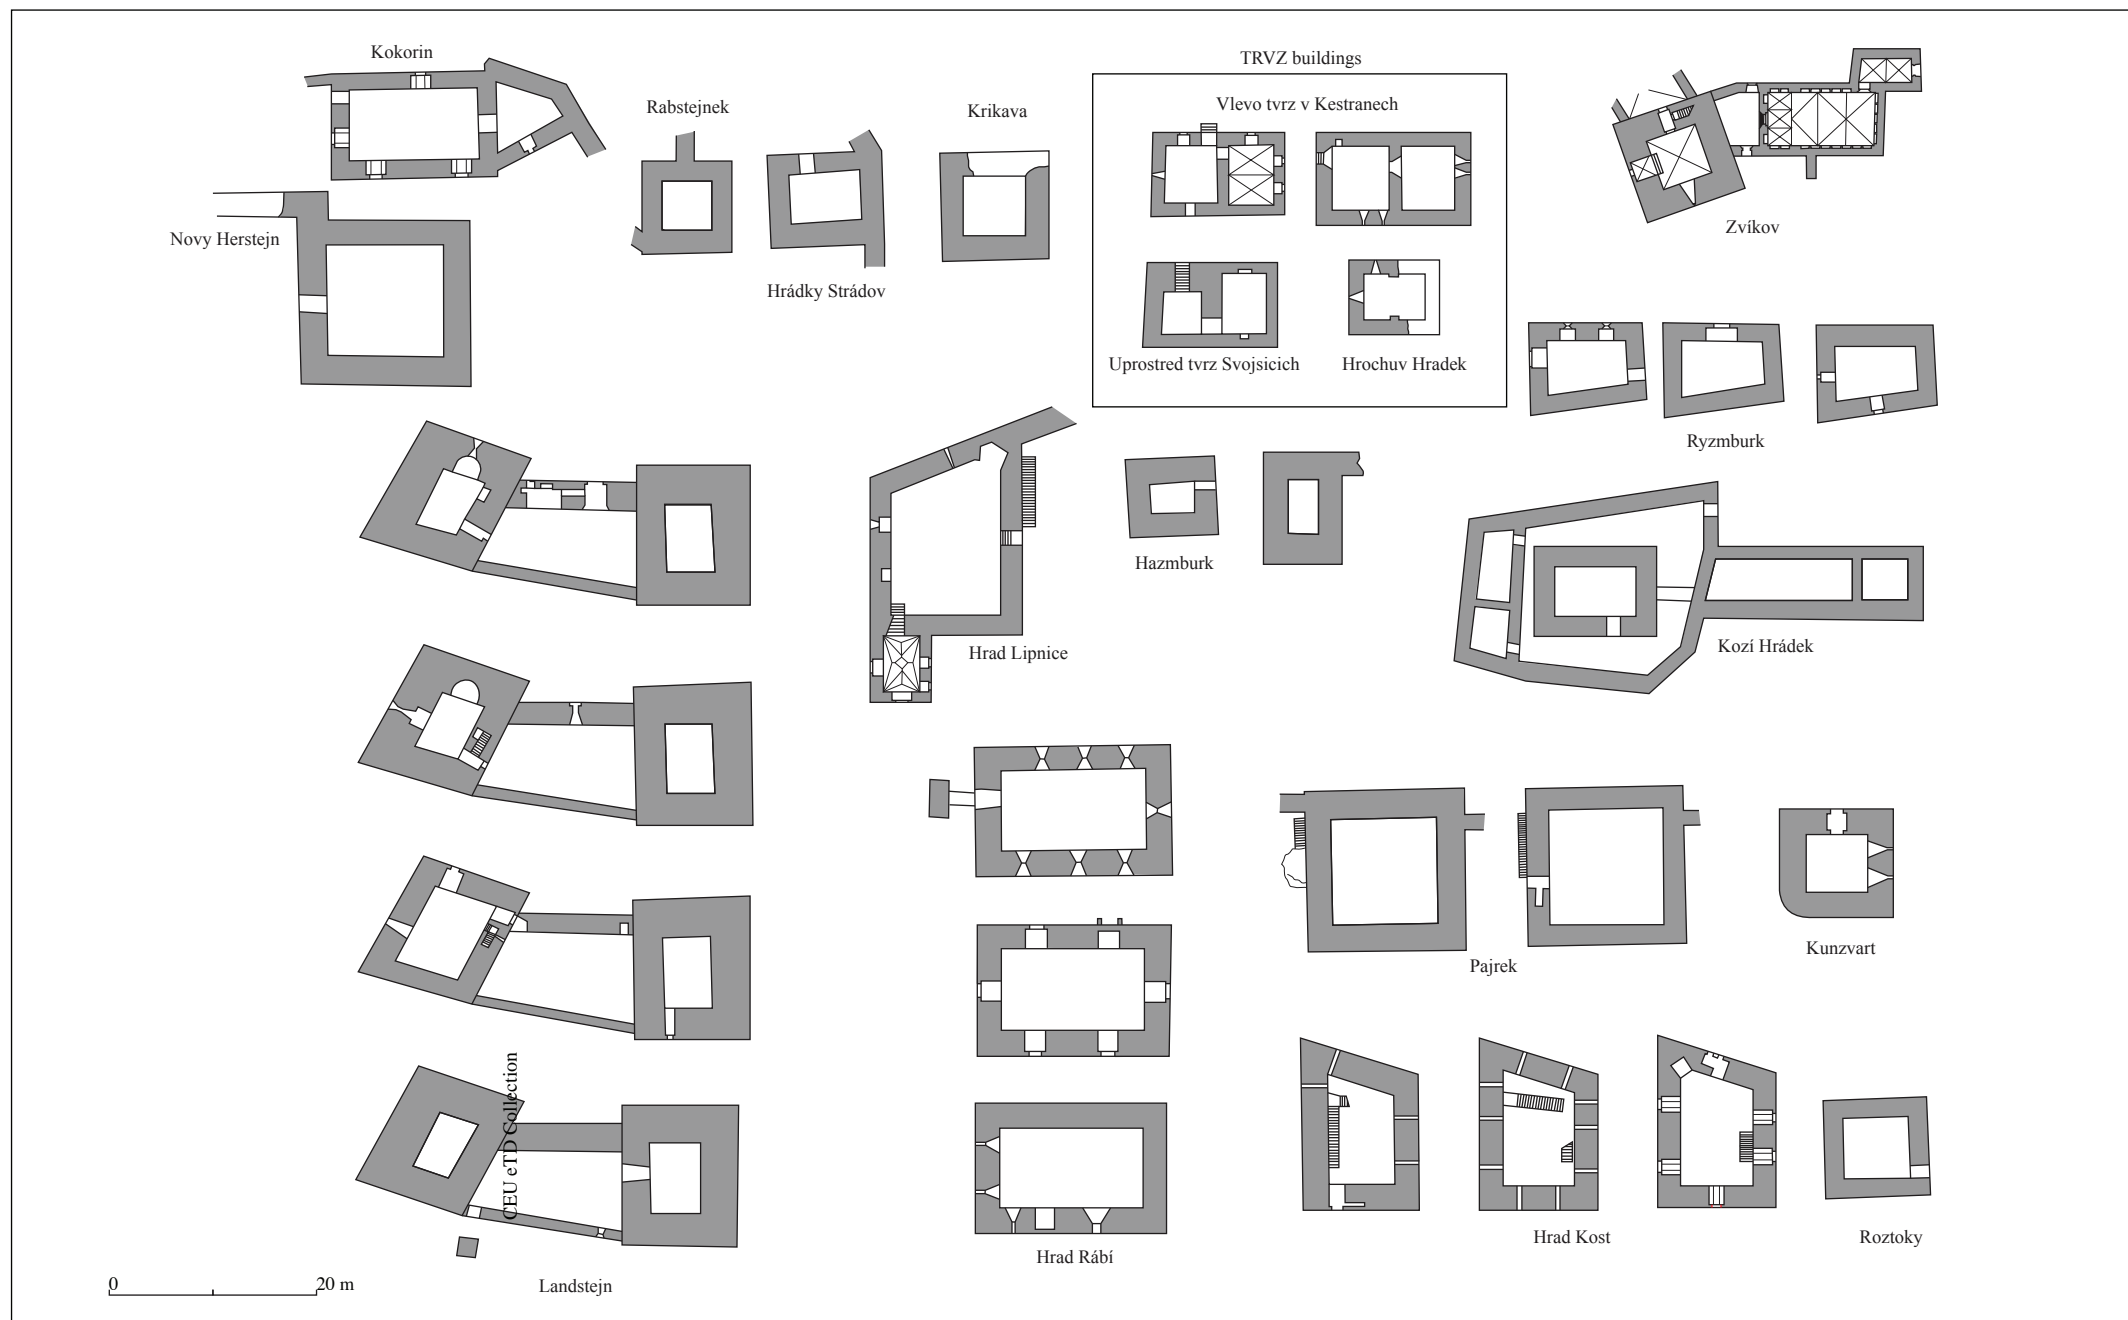 Kokorin
TRVZ buildings
Rabstejnek
Krikava
Vlevo tvrz v Kestranech
Zvíkov
Novy Herstejn
Hrádky Strádov
Uprostred tvrz Svojsicich
Hrochuv Hradek
Ryzmburk
Hazmburk
Hrad Lipnice
Kozí Hrádek
Pajrek
Kunzvart
CEU eTD Collection
Hrad Kost
Roztoky
Hrad Rábí
0
20 m
Landstejn